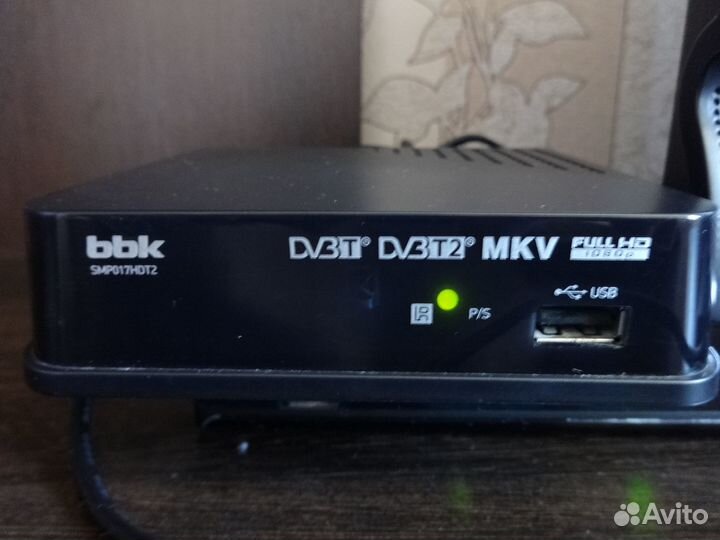 bbk
SMP017HDT2
DVB T® DVB T2® MKV FULL HD
1080p
P/S
USB
Avito